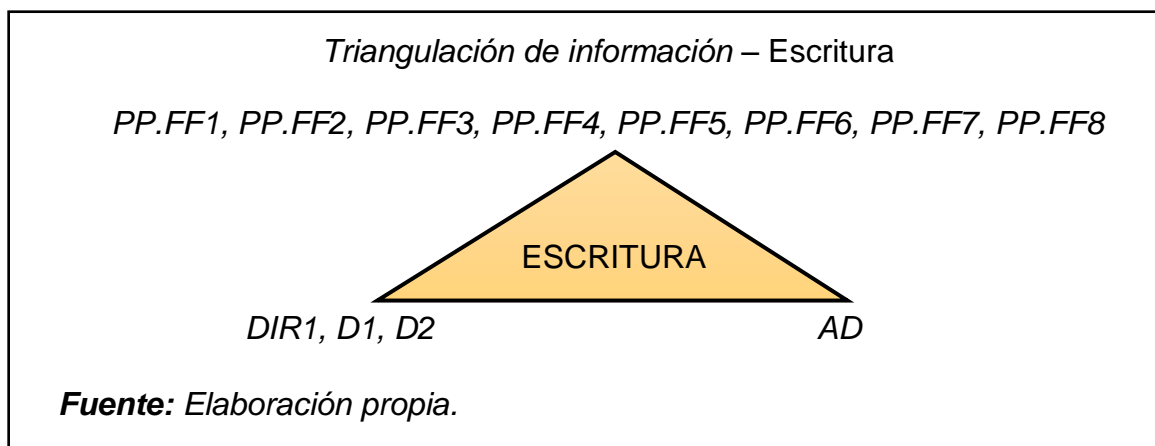 Triangulación de información – Escritura
PP.FF1, PP.FF2, PP.FF3, PP.FF4, PP.FF5, PP.FF6, PP.FF7, PP.FF8
ESCRITURA
DIR1, D1, D2 AD
Fuente: Elaboración propia.